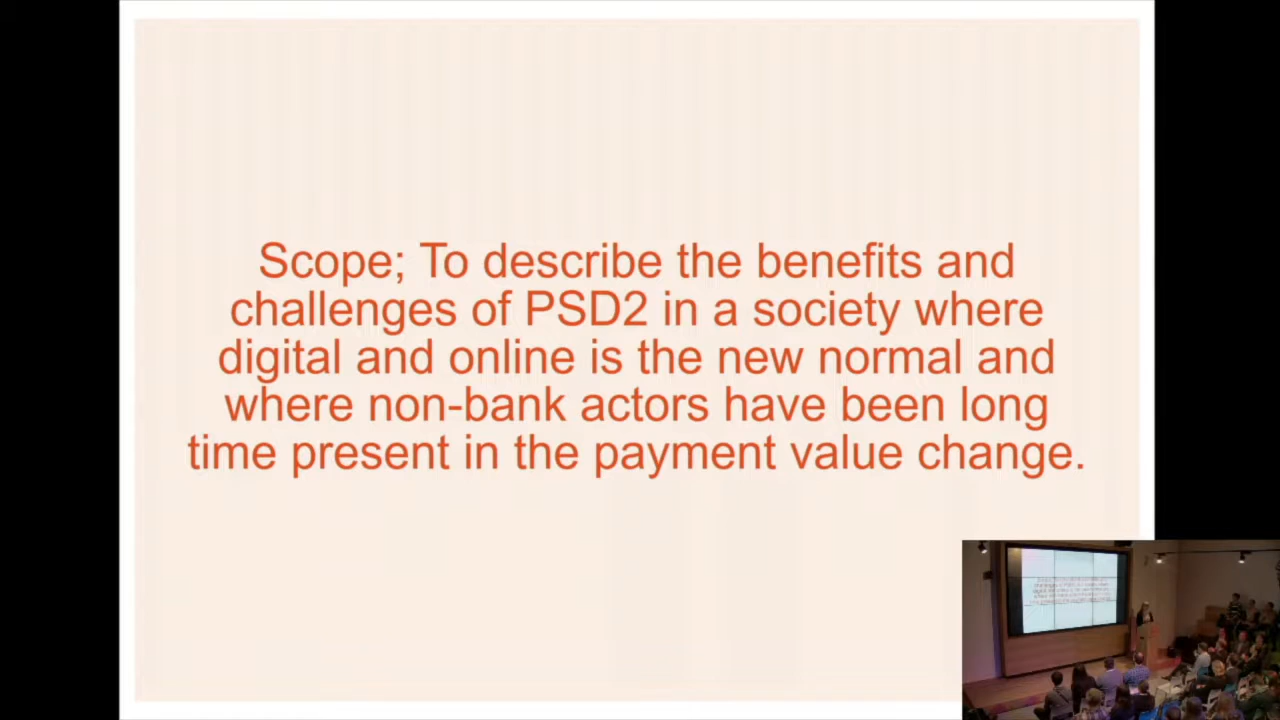 Scope; To describe the benefits and
challenges of PSD2 in a society where
digital and online is the new normal and
where non-bank actors have been long
time present in the payment value change.